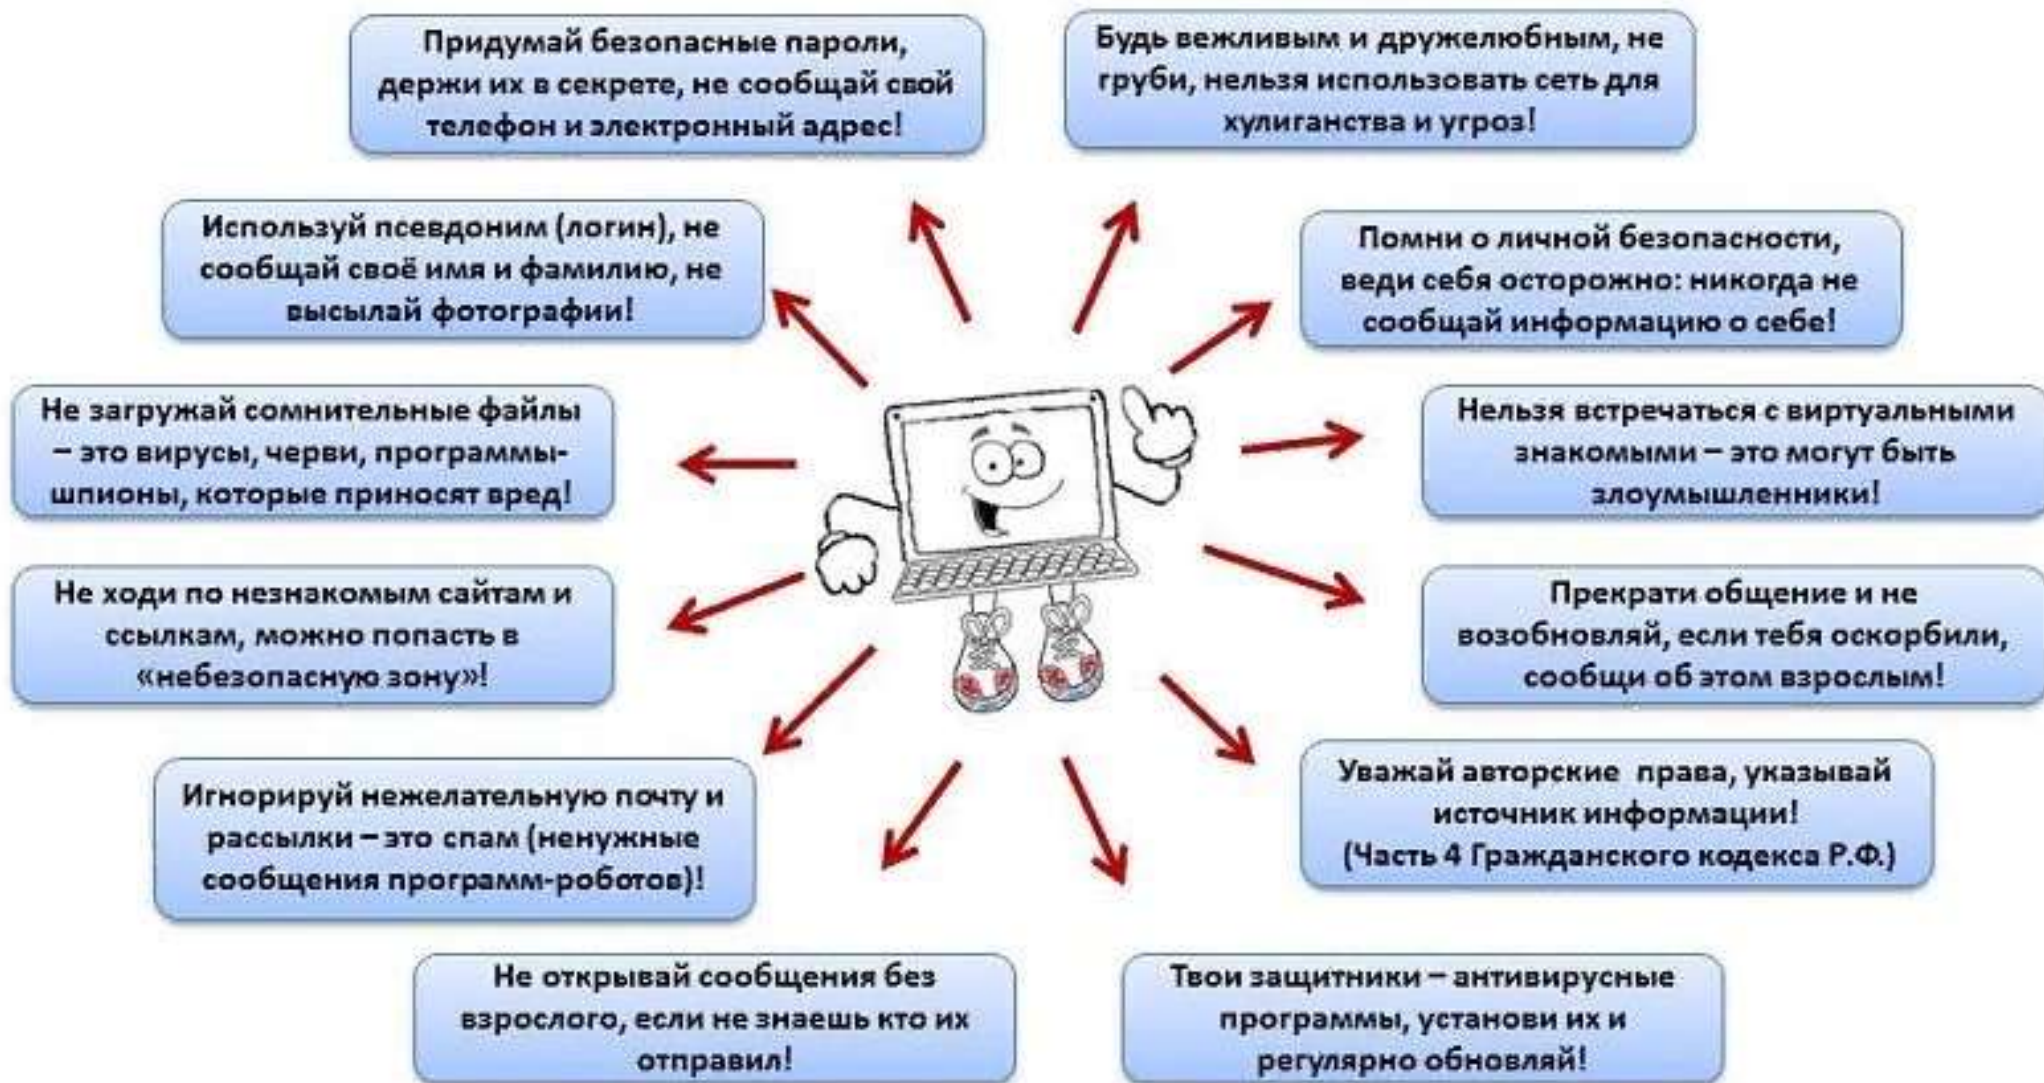 Придумай безопасные пароли,
держи их в секрете, не сообщай свой
телефон и электронный адрес!
Будь вежливым и дружелюбным, не
груби, нельзя использовать сеть для
хулиганства и угроз!
Используй псевдоним (логин), не
сообщай своё имя и фамилию, не
высылай фотографии!
Помни о личной безопасности,
веди себя осторожно: никогда не
сообщай информацию о себе!
Не загружай сомнительные файлы
– это вирусы, черви, программы-
шпионы, которые приносят вред!
Нельзя встречаться с виртуальными
знакомыми – это могут быть
злоумышленники!
Не ходи по незнакомым сайтам и
ссылкам, можно попасть в
«небезопасную зону»!
Прекрати общение и не
возобновляй, если тебя оскорбили,
сообщи об этом взрослым!
Игнорируй нежелательную почту и
рассылки – это спам (ненужные
сообщения программ-роботов)!
Уважай авторские права, указывай
источник информации!
(Часть 4 Гражданского кодекса Р.Ф.)
Не открывай сообщения без
взрослого, если не знаешь кто их
отправил!
Твои защитники – антивирусные
программы, установи их и
регулярно обновляй!